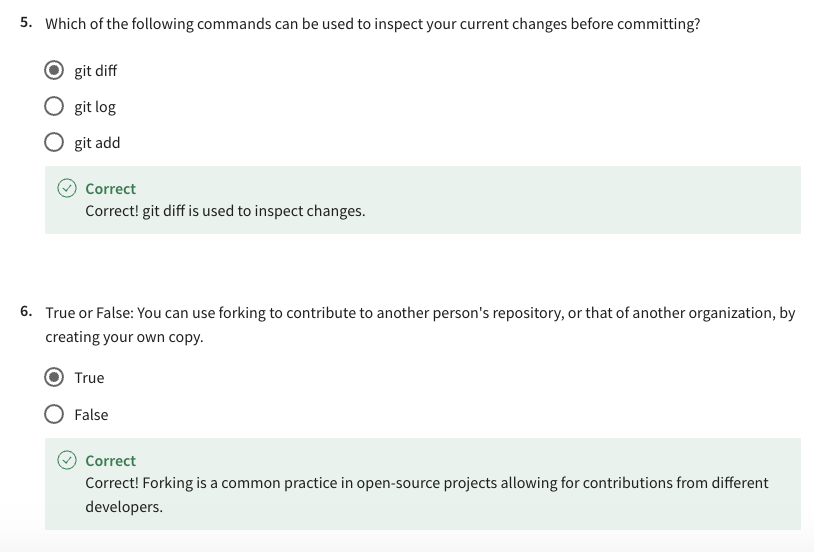 5. Which of the following commands can be used to inspect your current changes before committing?
git diff
git log
git add
Correct
Correct! git diff is used to inspect changes.
6. True or False: You can use forking to contribute to another person's repository, or that of another organization, by
creating your own copy.
True
False
Correct
Correct! Forking is a common practice in open-source projects allowing for contributions from different
developers.